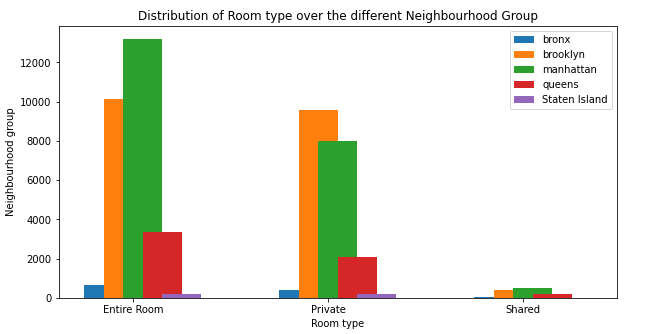 Distribution of Room type over the different Neighbourhood Group
bronx
brooklyn
manhattan
queens
Staten Island
12000
10000
8000
6000
4000
2000
0
Neighbourhood group
Entire Room Private Shared
Room type